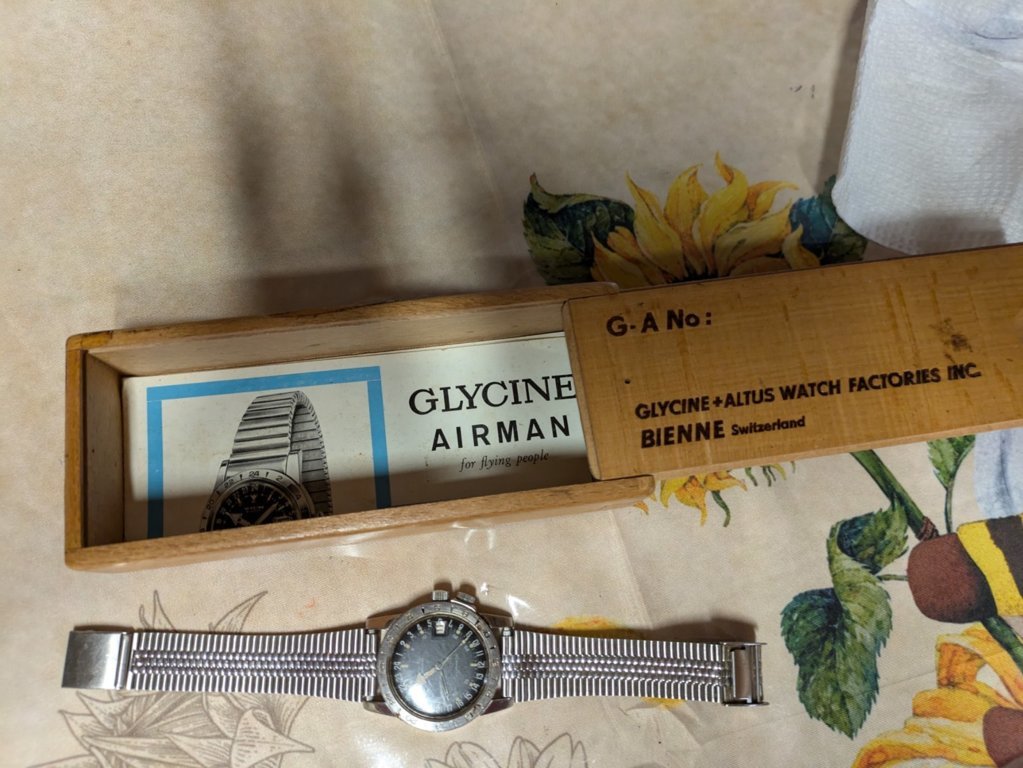 G-A No:
GLYCINE+ALTUS WATCH FACTORIES INC.
BIENNE Switzerland
GLYCINE
AIRMAN
for flying people